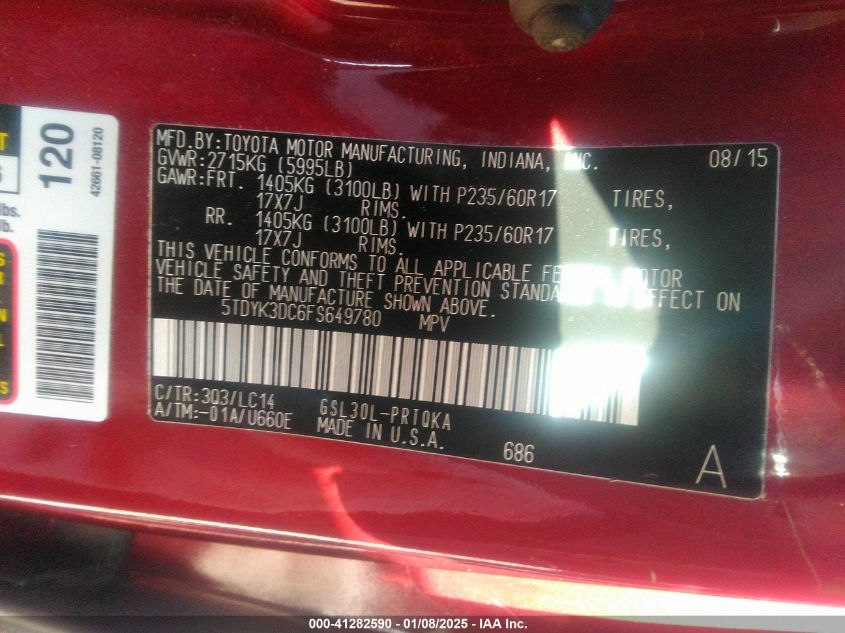 MFD.BY:TOYOTA MOTOR MANUFACTURING, INDIANA, INC. 08/15
GVWR:2715KG (5995LB)
GAWR:FRT. 1405KG (3100LB) WITH P235/60R17 TIRES,
17X7J RIMS.
RR. 1405KG (3100LB) WITH P235/60R17 TIRES,
17X7J RIMS.
THIS VEHICLE CONFORMS TO ALL APPLICABLE MOTOR
VEHICLE SAFETY AND THEFT PREVENTION EFFECT ON
THE DATE OF MANUFACTURE SHOWN ABOVE.
5TDYK3DC6FS649780 MPV
C/TR:3Q3/LC14 GSL30L-PRTQKA
A/TM:-01A/U660E MADE IN U.S.A. 686
A
120
42661-08120
lbs.
lb.
000-41282590 - 01/08/2025 - IAA Inc.